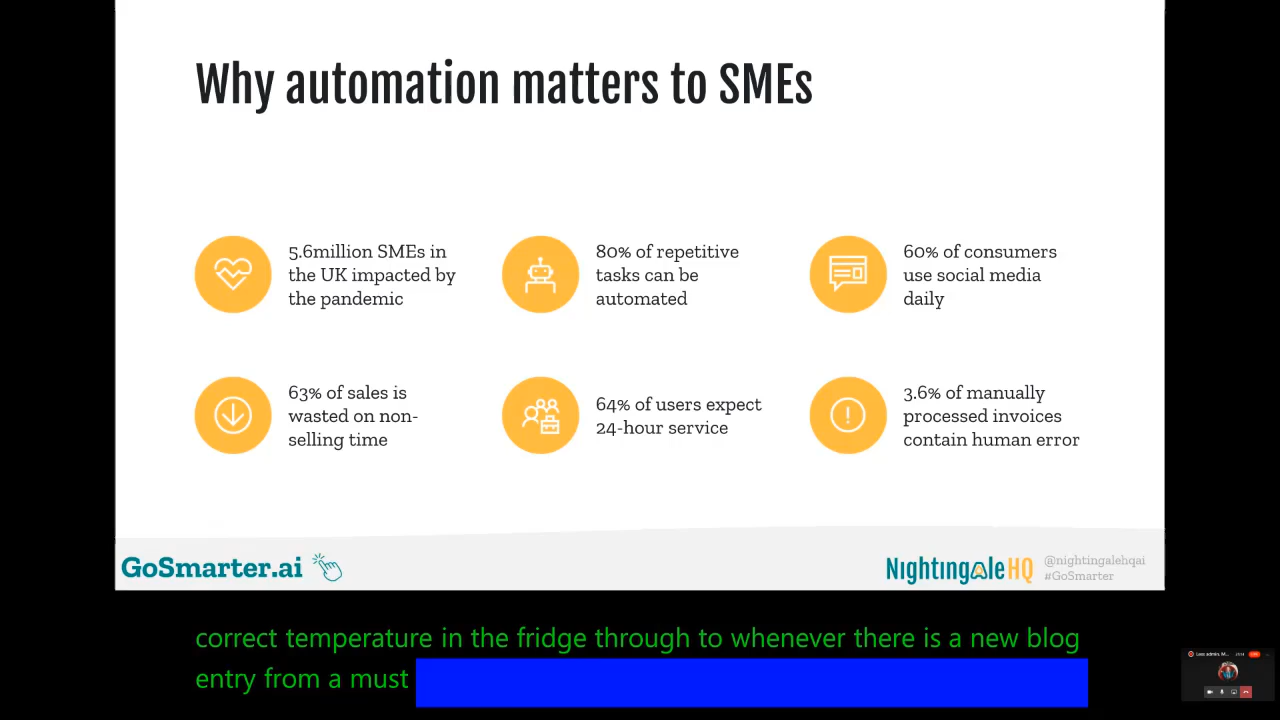 Why automation matters to SMEs
5.6million SMEs in
the UK impacted by
the pandemic
80% of repetitive
tasks can be
automated
60% of consumers
use social media
daily
63% of sales is
wasted on non-
selling time
64% of users expect
24-hour service
3.6% of manually
processed invoices
contain human error
GoSmarter.ai
NightingaleHQ
@nightingalehqai
#GoSmarter
correct temperature in the fridge through to whenever there is a new blog
entry from a must